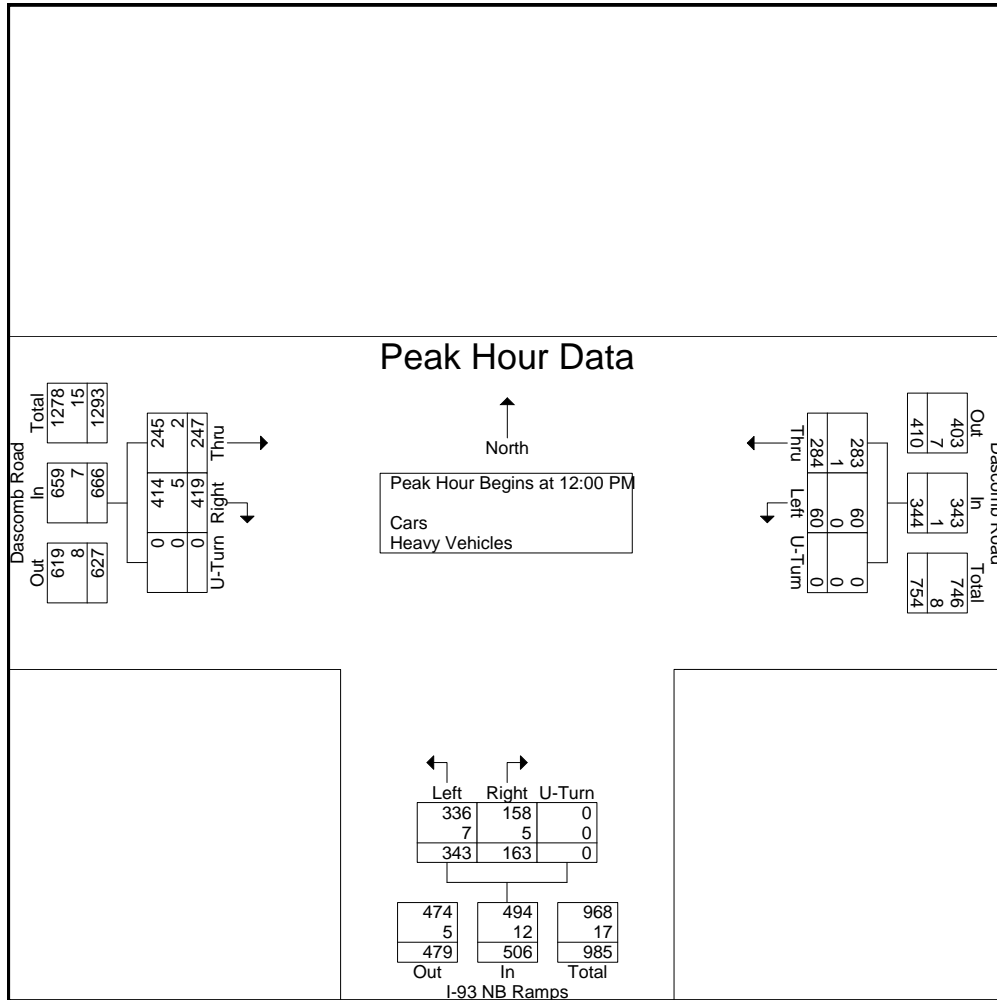 Peak Hour Data
North
Peak Hour Begins at 12:00 PM
Cars
Heavy Vehicles
Dascomb Road
Out In Total
619 659 1278
8 7 15
627 666 1293
U-Turn Right Thru
0 414 245
0 5 2
0 419 247
Dascomb Road
Out In Total
403 343 746
7 1 8
410 344 754
Thru Left U-Turn
283 60 0
1 0 0
284 60 0
Left Right U-Turn
336 158 0
7 5 0
343 163 0
474 494 968
5 12 17
479 506 985
Out In Total
I-93 NB Ramps